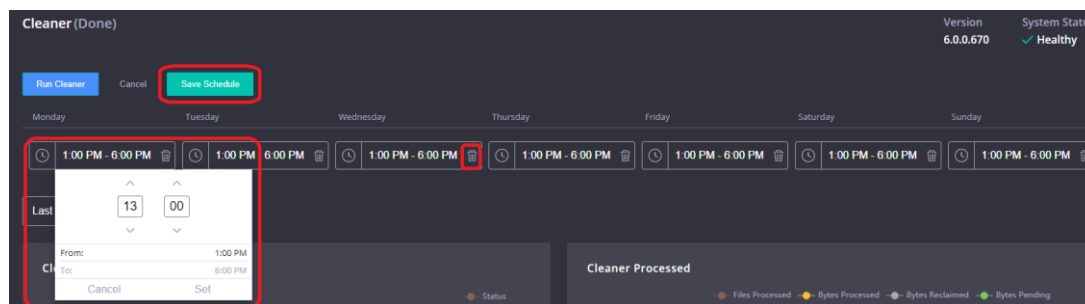 Cleaner (Done)
Version System Statu
6.0.0.670 Healthy
Run Cleaner Cancel Save Schedule
Monday Tuesday Wednesday Thursday Friday Saturday Sunday
1:00 PM - 6:00 PM 1:00 PM 6:00 PM 1:00 PM - 6:00 PM 1:00 PM - 6:00 PM 1:00 PM - 6:00 PM 1:00 PM - 6:00 PM 1:00 PM - 6:00 PM
Last 13 00
From: 1:00 PM
To: 6:00 PM
Cl Cleaner Processed
Cancel Set
Status Files Processed Bytes Processed Bytes Reclaimed Bytes Pending